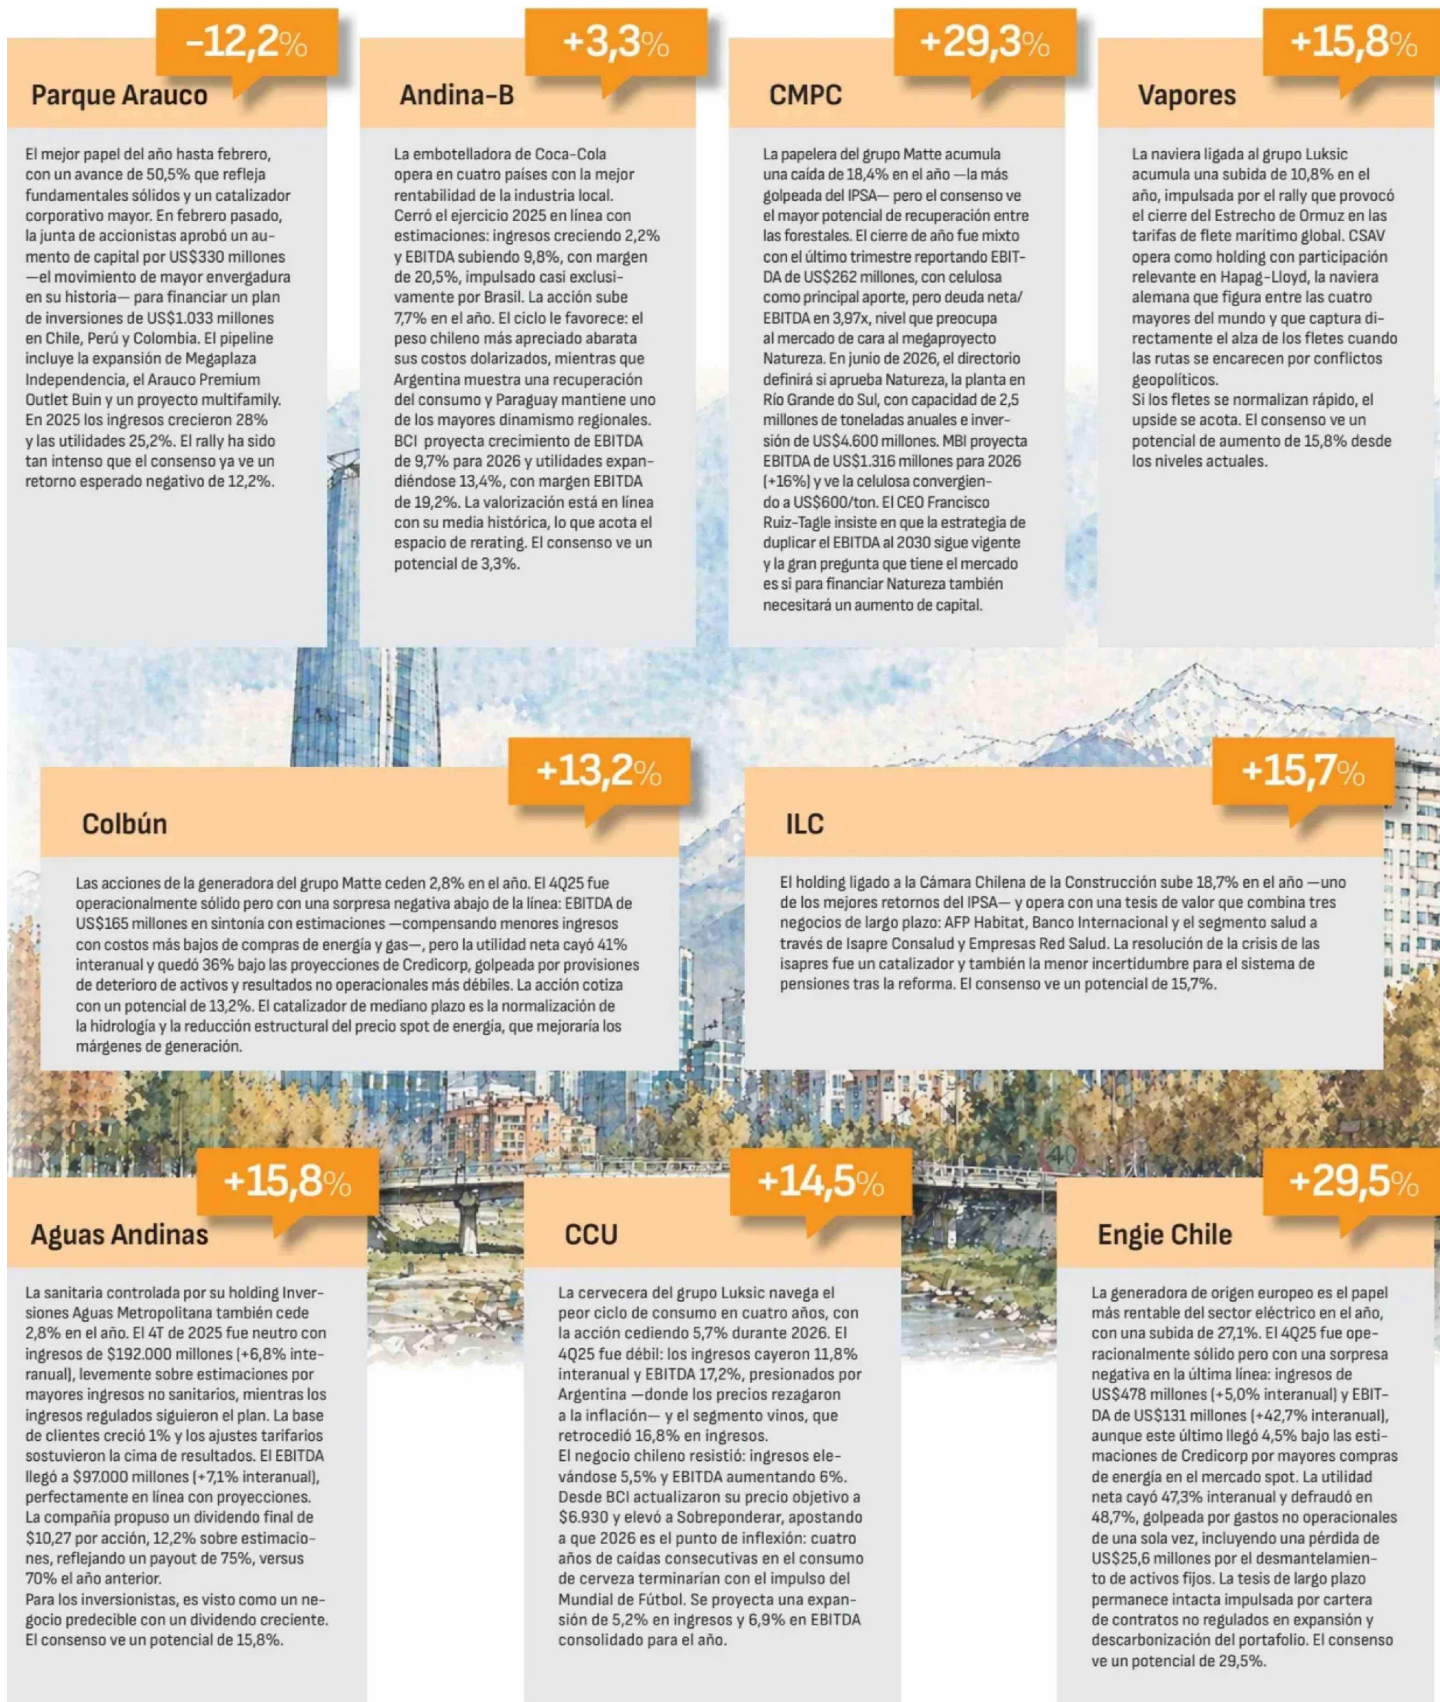 -12,2%
Parque Arauco
El mejor papel del año hasta febrero,
con un avance de 50,5% que refleja
fundamentales sólidos y un catalizador
corporativo mayor. En febrero pasado,
la junta de accionistas aprobó un au-
mento de capital por US$330 millones
—el movimiento de mayor envergadura
en su historia— para financiar un plan
de inversiones de US$1.033 millones
en Chile, Perú y Colombia. El pipeline
incluye la expansión de Megaplaza
Independencia, el Arauco Premium
Outlet Buin y un proyecto multifamily.
En 2025 los ingresos crecieron 28%
y las utilidades 25,2%. El rally ha sido
tan intenso que el consenso ya ve un
retorno esperado negativo de 12,2%.
+3,3%
Andina-B
La embotelladora de Coca-Cola
opera en cuatro países con la mejor
rentabilidad de la industria local.
Cerró el ejercicio 2025 en línea con
estimaciones: ingresos creciendo 2,2%
y EBITDA subiendo 9,8%, con margen
de 20,5%, impulsado casi exclusi-
vamente por Brasil. La acción sube
7,7% en el año. El ciclo le favorece: el
peso chileno más apreciado abarata
sus costos dolarizados, mientras que
Argentina muestra una recuperación
del consumo y Paraguay mantiene uno
de los mayores dinamismo regionales.
BCI proyecta crecimiento de EBITDA
de 9,7% para 2026 y utilidades expan-
diéndose 13,4%, con margen EBITDA
de 19,2%. La valorización está en línea
con su media histórica, lo que acota el
espacio de rerating. El consenso ve un
potencial de 3,3%.
+29,3%
CMPC
La papelera del grupo Matte acumula
una caída de 18,4% en el año —la más
golpeada del IPSA— pero el consenso ve
el mayor potencial de recuperación entre
las forestales. El cierre de año fue mixto
con el último trimestre reportando EBIT-
DA de US$262 millones, con celulosa
como principal aporte, pero deuda neta/
EBITDA en 3,97x, nivel que preocupa
al mercado de cara al megaproyecto
Natureza. En junio de 2026, el directorio
definirá si aprueba Natureza, la planta en
Río Grande do Sul, con capacidad de 2,5
millones de toneladas anuales e inver-
sión de US$4.600 millones. MBI proyecta
EBITDA de US$1.316 millones para 2026
(+16%) y ve la celulosa convergien-
do a US$600/ton. El CEO Francisco
Ruiz-Tagle insiste en que la estrategia de
duplicar el EBITDA al 2030 sigue vigente
y la gran pregunta que tiene el mercado
es si para financiar Natureza también
necesitará un aumento de capital.
+15,8%
Vapores
La naviera ligada al grupo Luksic
acumula una subida de 10,8% en el
año, impulsada por el rally que provocó
el cierre del Estrecho de Ormuz en las
tarifas de flete marítimo global. CSAV
opera como holding con participación
relevante en Hapag-Lloyd, la naviera
alemana que figura entre las cuatro
mayores del mundo y que captura di-
rectamente el alza de los fletes cuando
las rutas se encarecen por conflictos
geopolíticos.
Si los fletes se normalizan rápido, el
upside se acota. El consenso ve un
potencial de aumento de 15,8% desde
los niveles actuales.
+13,2%
Colbún
Las acciones de la generadora del grupo Matte ceden 2,8% en el año. El 4Q25 fue
operacionalmente sólido pero con una sorpresa negativa abajo de la línea: EBITDA de
US$165 millones en sintonía con estimaciones —compensando menores ingresos
con costos más bajos de compras de energía y gas—, pero la utilidad neta cayó 41%
interanual y quedó 36% bajo las proyecciones de Credicorp, golpeada por provisiones
de deterioro de activos y resultados no operacionales más débiles. La acción cotiza
con un potencial de 13,2%. El catalizador de mediano plazo es la normalización de
la hidrología y la reducción estructural del precio spot de energía, que mejoraría los
márgenes de generación.
+15,7%
ILC
El holding ligado a la Cámara Chilena de la Construcción sube 18,7% en el año —uno
de los mejores retornos del IPSA— y opera con una tesis de valor que combina tres
negocios de largo plazo: AFP Habitat, Banco Internacional y el segmento salud a
través de Isapre Consalud y Empresas Red Salud. La resolución de la crisis de las
isapres fue un catalizador y también la menor incertidumbre para el sistema de
pensiones tras la reforma. El consenso ve un potencial de 15,7%.
+15,8%
Aguas Andinas
La sanitaria controlada por su holding Inver-
siones Aguas Metropolitana también cede
2,8% en el año. El 4T de 2025 fue neutro con
ingresos de $192.000 millones (+6,8% inte-
ranual), levemente sobre estimaciones por
mayores ingresos no sanitarios, mientras los
ingresos regulados siguieron el plan. La base
de clientes creció 1% y los ajustes tarifarios
sostuvieron la cima de resultados. El EBITDA
llegó a $97.000 millones (+7,1% interanual),
perfectamente en línea con proyecciones.
La compañía propuso un dividendo final de
$10,27 por acción, 12,2% sobre estimacio-
nes, reflejando un payout de 75%, versus
70% el año anterior.
Para los inversionistas, es visto como un ne-
gocio predecible con un dividendo creciente.
El consenso ve un potencial de 15,8%.
+14,5%
CCU
La cervecera del grupo Luksic navega el
peor ciclo de consumo en cuatro años, con
la acción cediendo 5,7% durante 2026. El
4Q25 fue débil: los ingresos cayeron 11,8%
interanual y EBITDA 17,2%, presionados por
Argentina —donde los precios rezagaron
a la inflación— y el segmento vinos, que
retrocedió 16,8% en ingresos.
El negocio chileno resistió: ingresos ele-
vándose 5,5% y EBITDA aumentando 6%.
Desde BCI actualizaron su precio objetivo a
$6.930 y elevó a Sobreponderar, apostando
a que 2026 es el punto de inflexión: cuatro
años de caídas consecutivas en el consumo
de cerveza terminarían con el impulso del
Mundial de Fútbol. Se proyecta una expan-
sión de 5,2% en ingresos y 6,9% en EBITDA
consolidado para el año.
+29,5%
Engie Chile
La generadora de origen europeo es el papel
más rentable del sector eléctrico en el año,
con una subida de 27,1%. El 4Q25 fue ope-
racionalmente sólido pero con una sorpresa
negativa en la última línea: ingresos de
US$478 millones (+5,0% interanual) y EBIT-
DA de US$131 millones (+42,7% interanual),
aunque este último llegó 4,5% bajo las esti-
maciones de Credicorp por mayores compras
de energía en el mercado spot. La utilidad
neta cayó 47,3% interanual y defraudó en
48,7%, golpeada por gastos no operacionales
de una sola vez, incluyendo una pérdida de
US$25,6 millones por el desmantelamien-
to de activos fijos. La tesis de largo plazo
permanece intacta impulsada por cartera
de contratos no regulados en expansión y
descarbonización del portafolio. El consenso
ve un potencial de 29,5%.